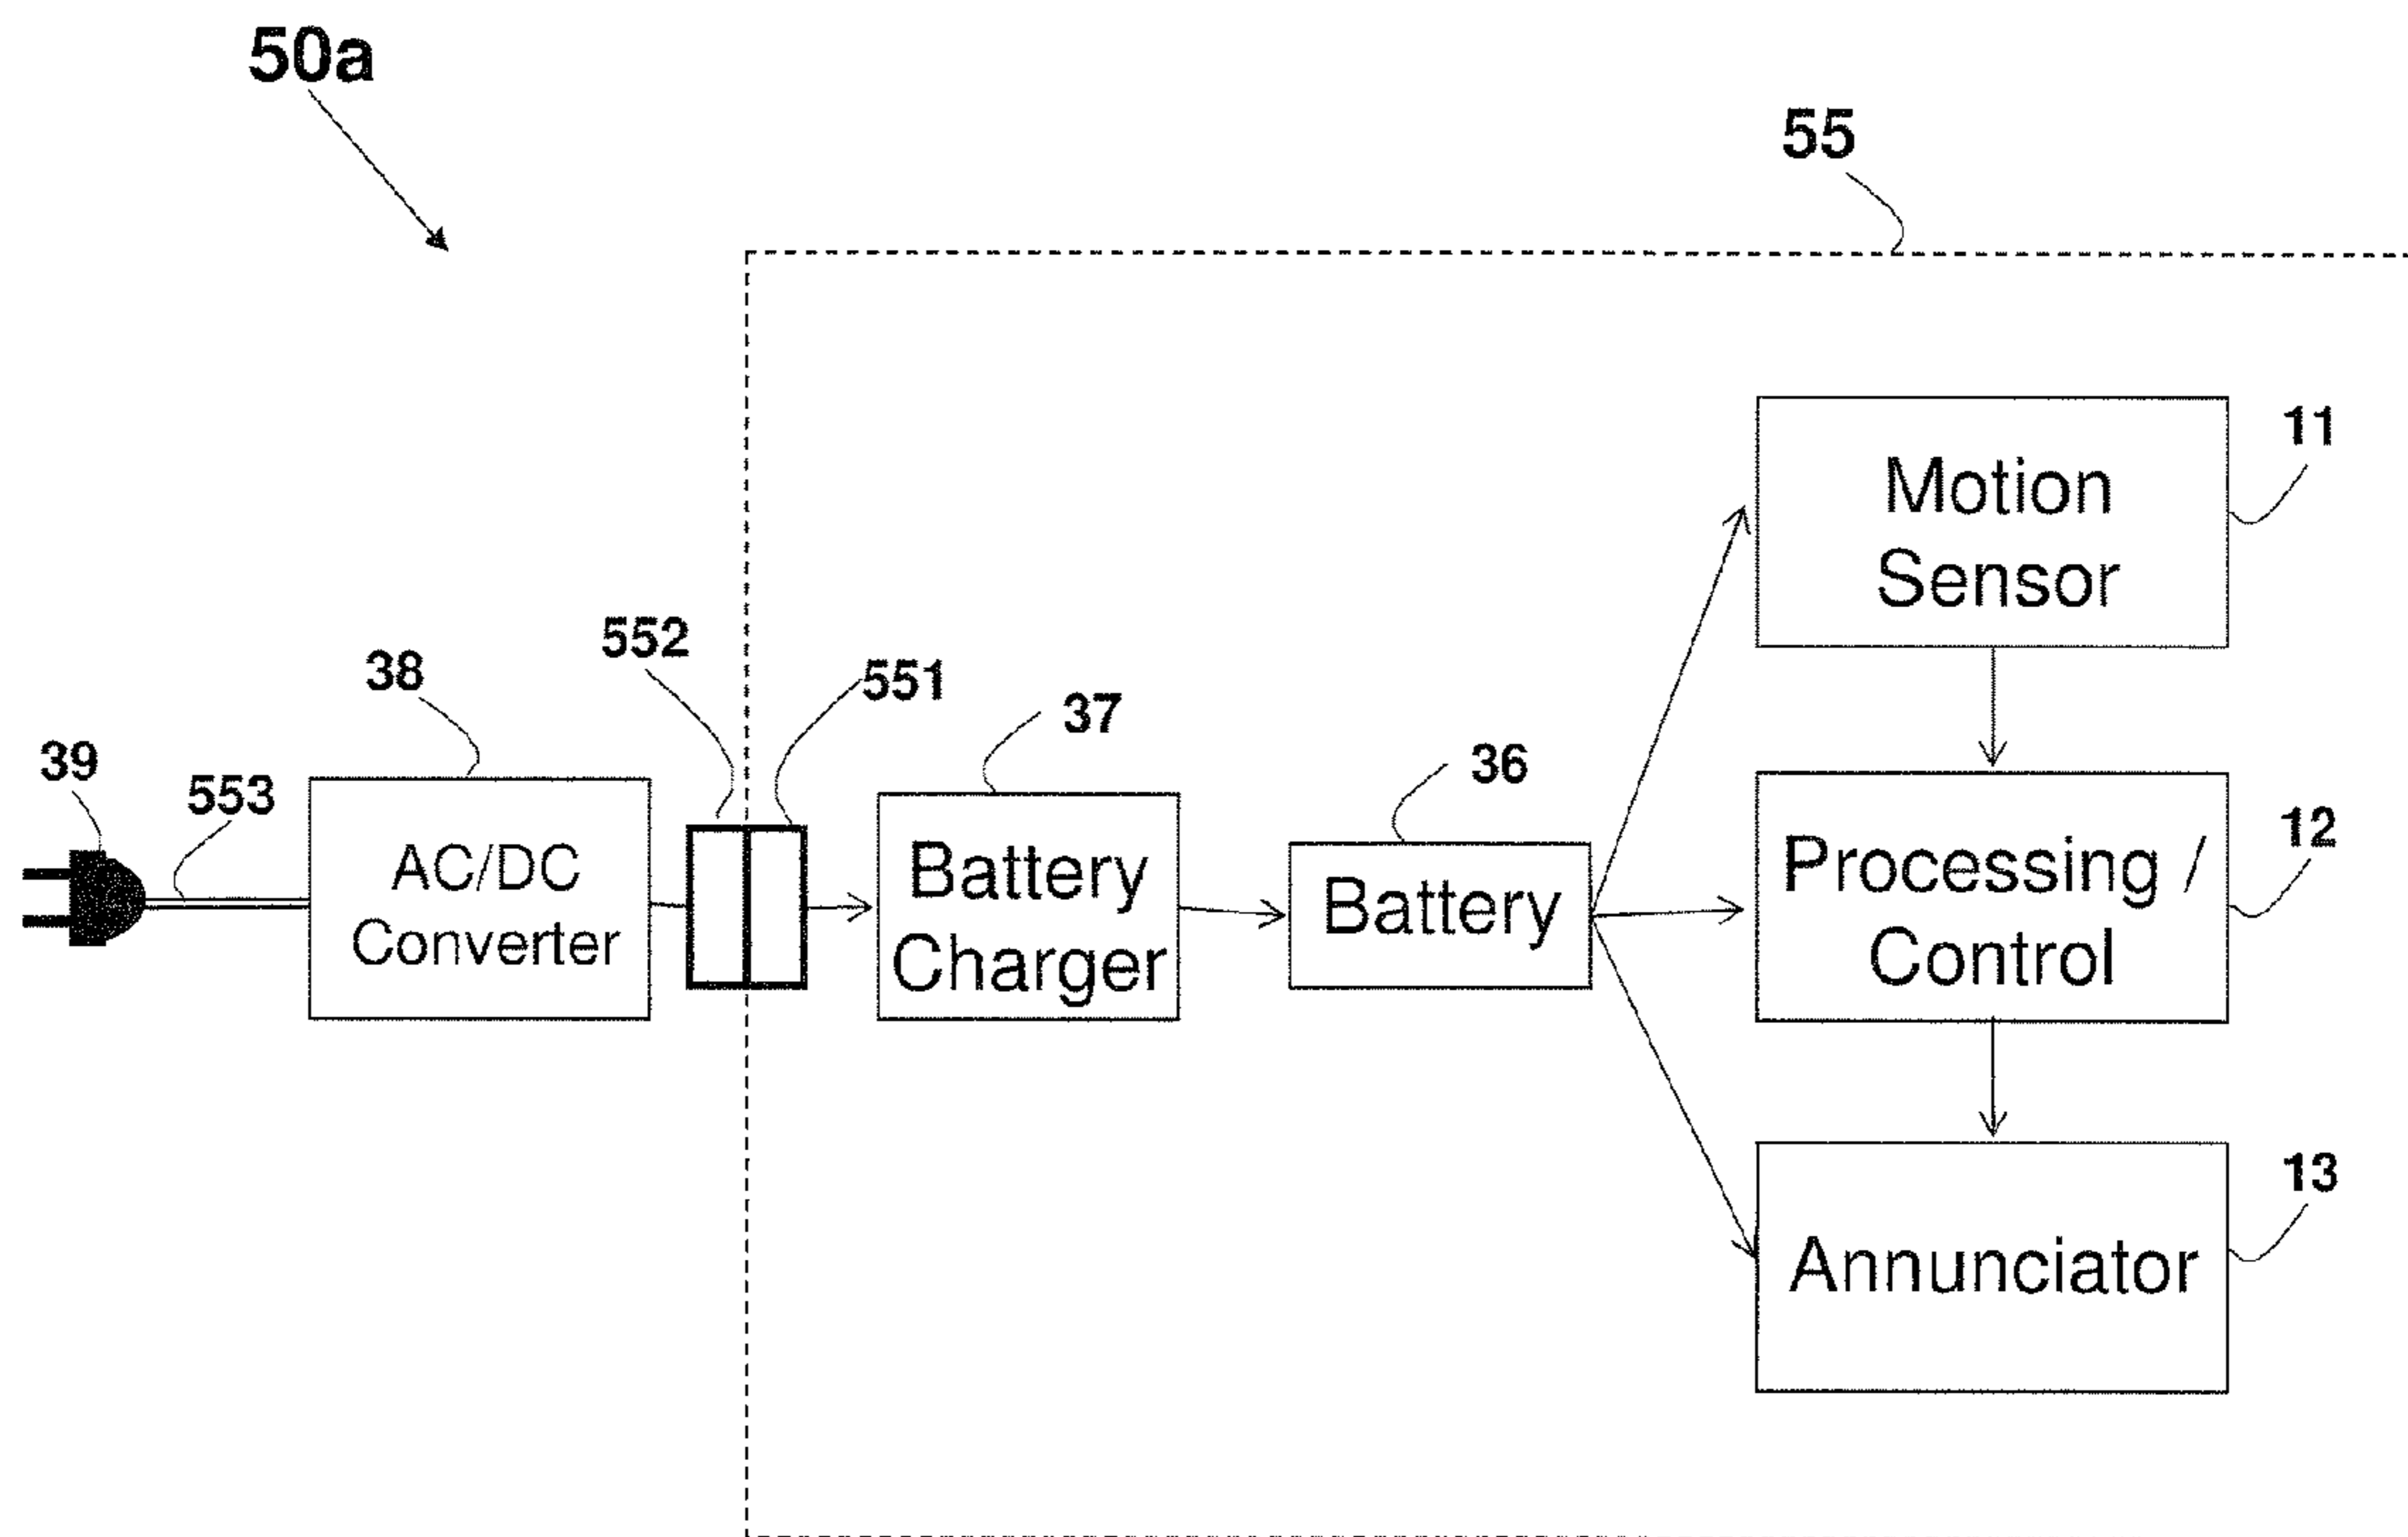 50a
55
Motion
Sensor
11
552
551
38
37
39
553
36
AC/DC
Converter
Battery
Charger
Battery
Processing /
Control
12
13
Annunciator